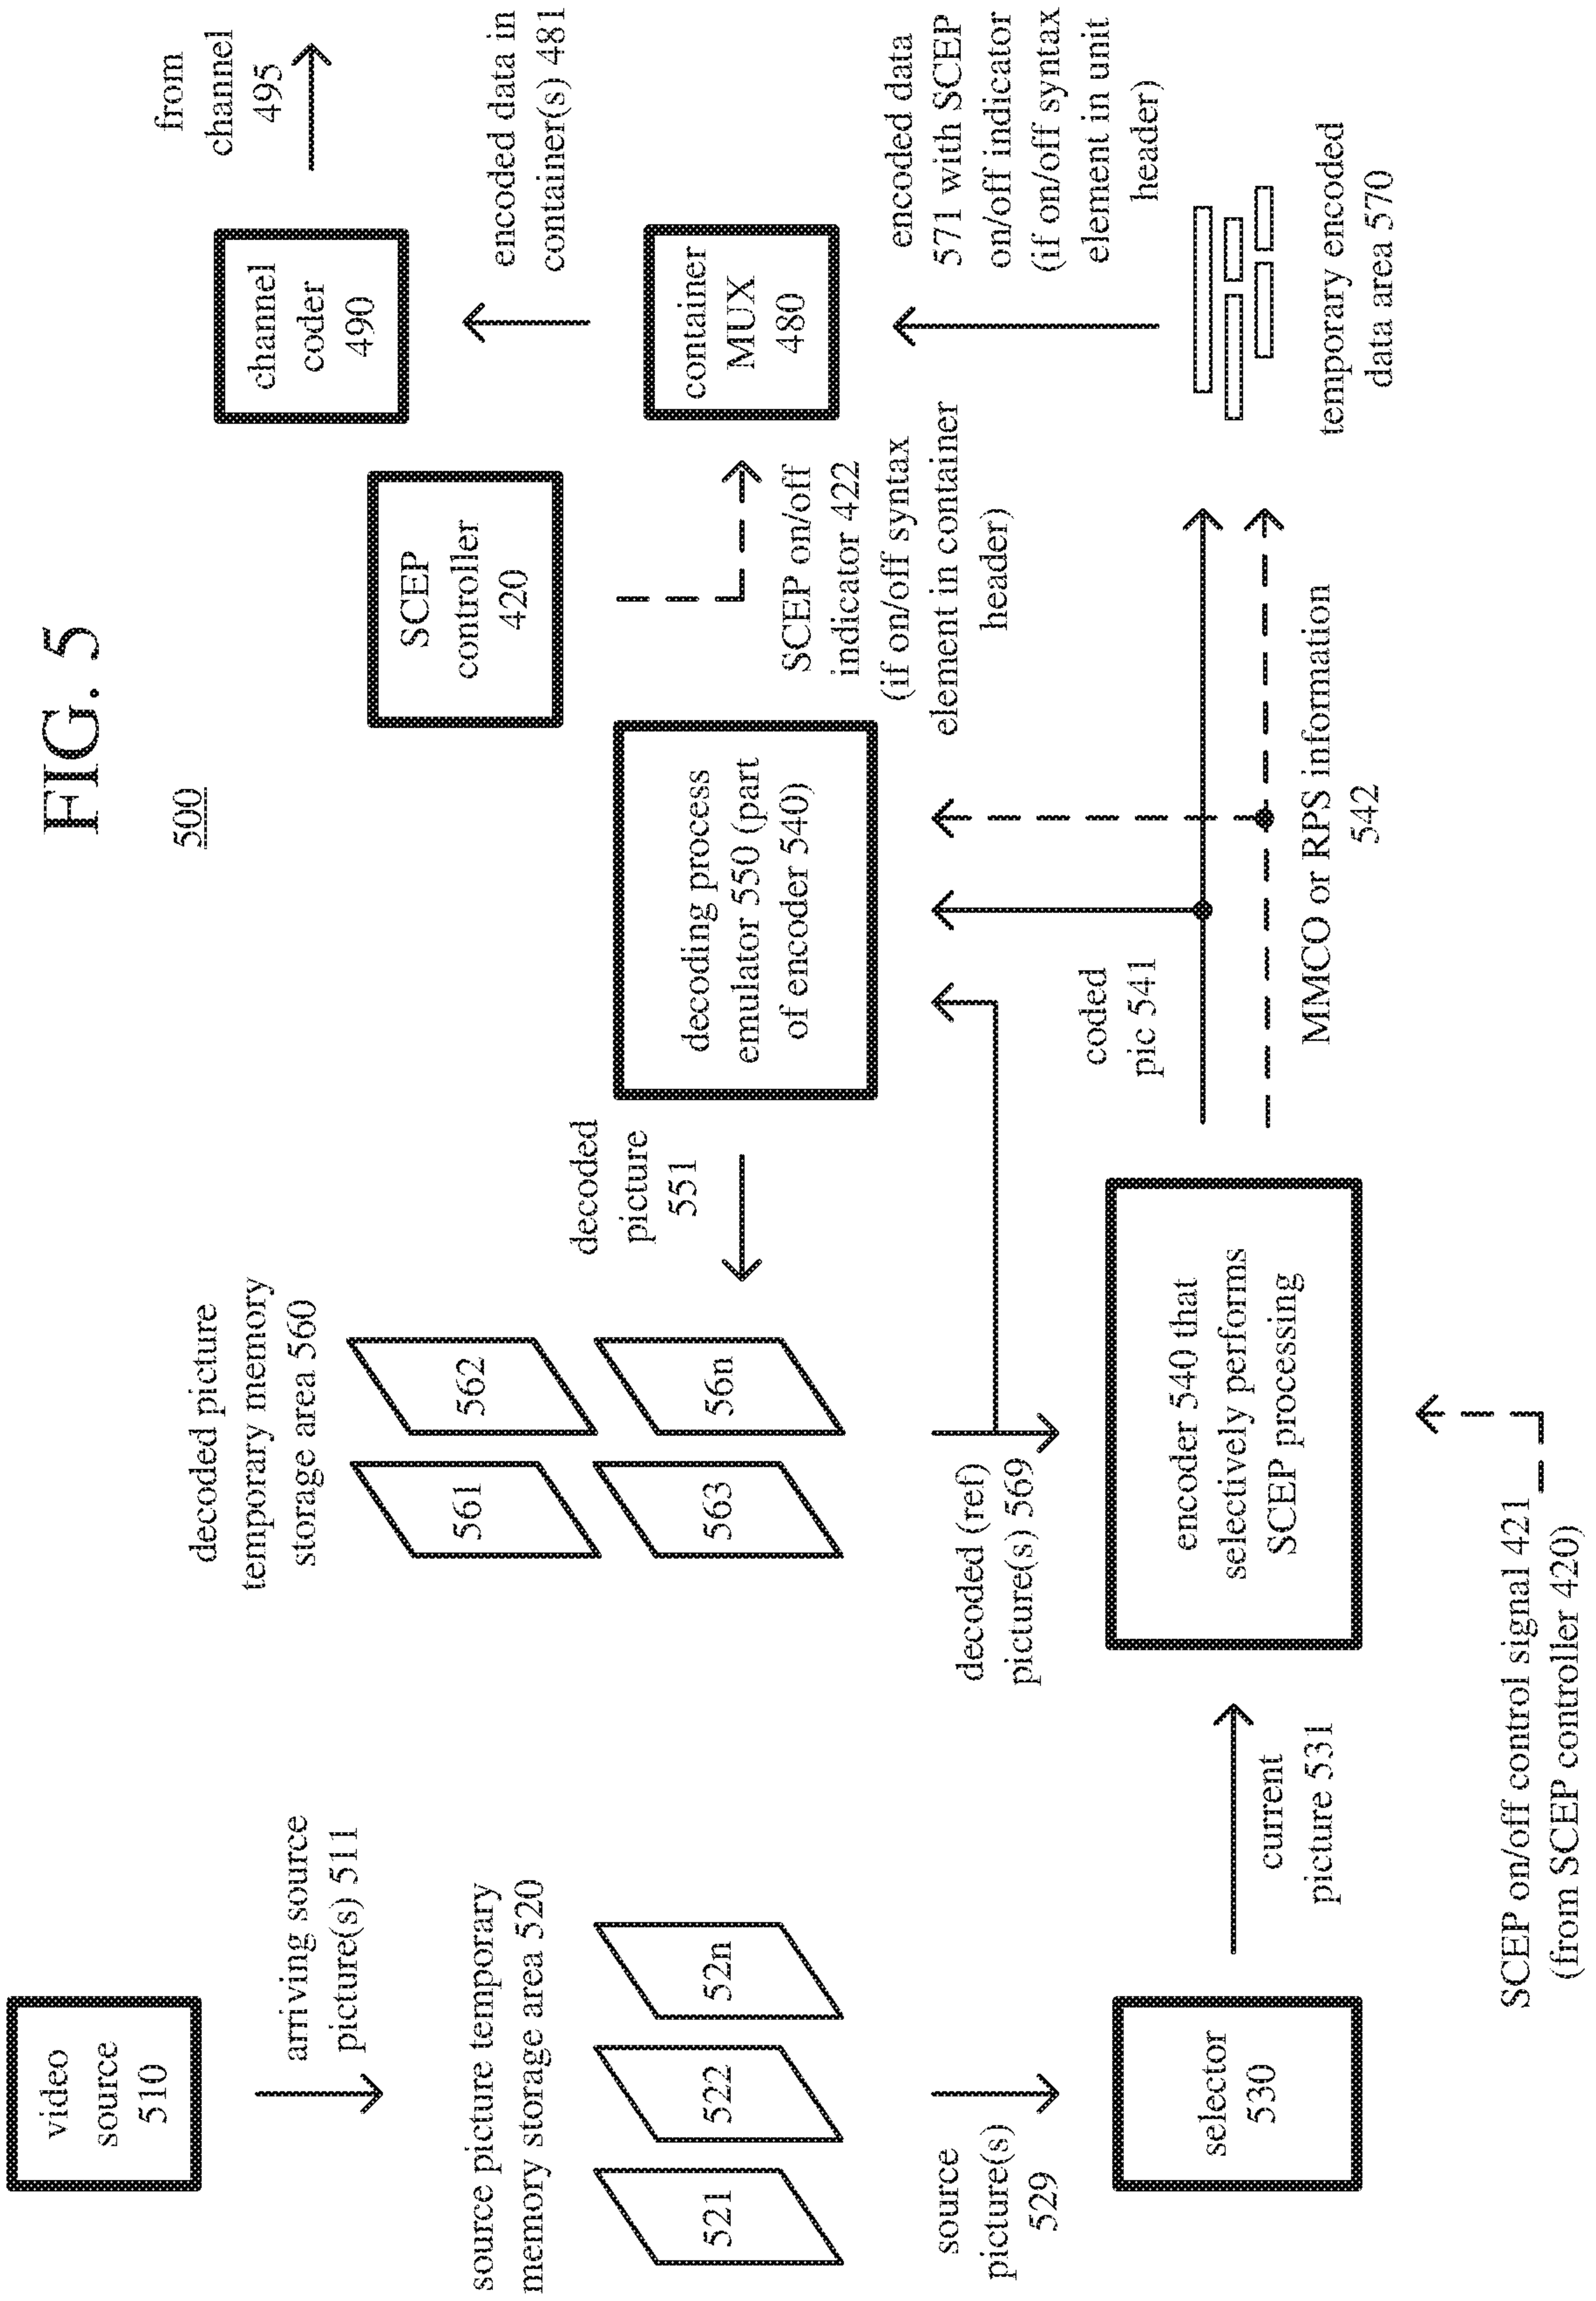 FIG. 5
500
video
source
510
arriving source
picture(s) 511
source picture temporary
memory storage area 520
521
522
52n
source
picture(s)
529
selector
530
current
picture 531
SCEP on/off control signal 421
(from SCEP controller 420)
encoder 540 that
selectively performs
SCEP processing
decoded picture
temporary memory
storage area 560
561
562
563
56n
decoded (ref)
picture(s) 569
decoded
picture
551
decoding process
emulator 550 (part
of encoder 540)
coded
pic 541
MMCO or RPS information
542
SCEP
controller
420
SCEP on/off
indicator 422
(if on/off syntax
element in container
header)
temporary encoded
data area 570
encoded data
571 with SCEP
on/off indicator
(if on/off syntax
element in unit
header)
container
MUX
480
encoded data in
container(s) 481
channel
coder
490
from
channel
495